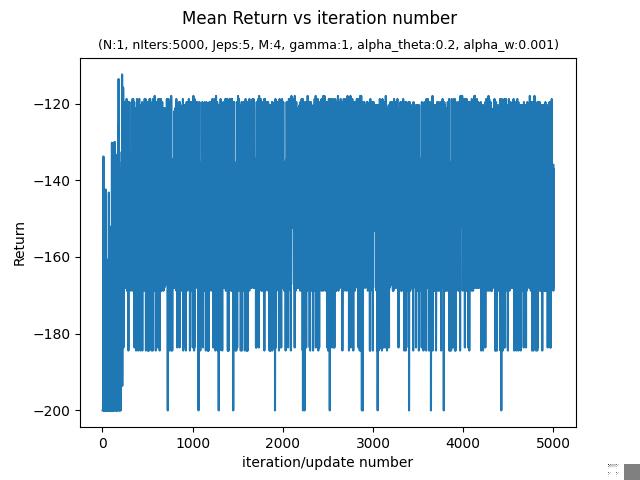 Mean Return vs iteration number
(N:1, nIters:5000, Jeps:5, M:4, gamma:1, alpha_theta:0.2, alpha_w:0.001)
−120
−140
−160
−180
−200
Return
0 1000 2000 3000 4000 5000
iteration/update number